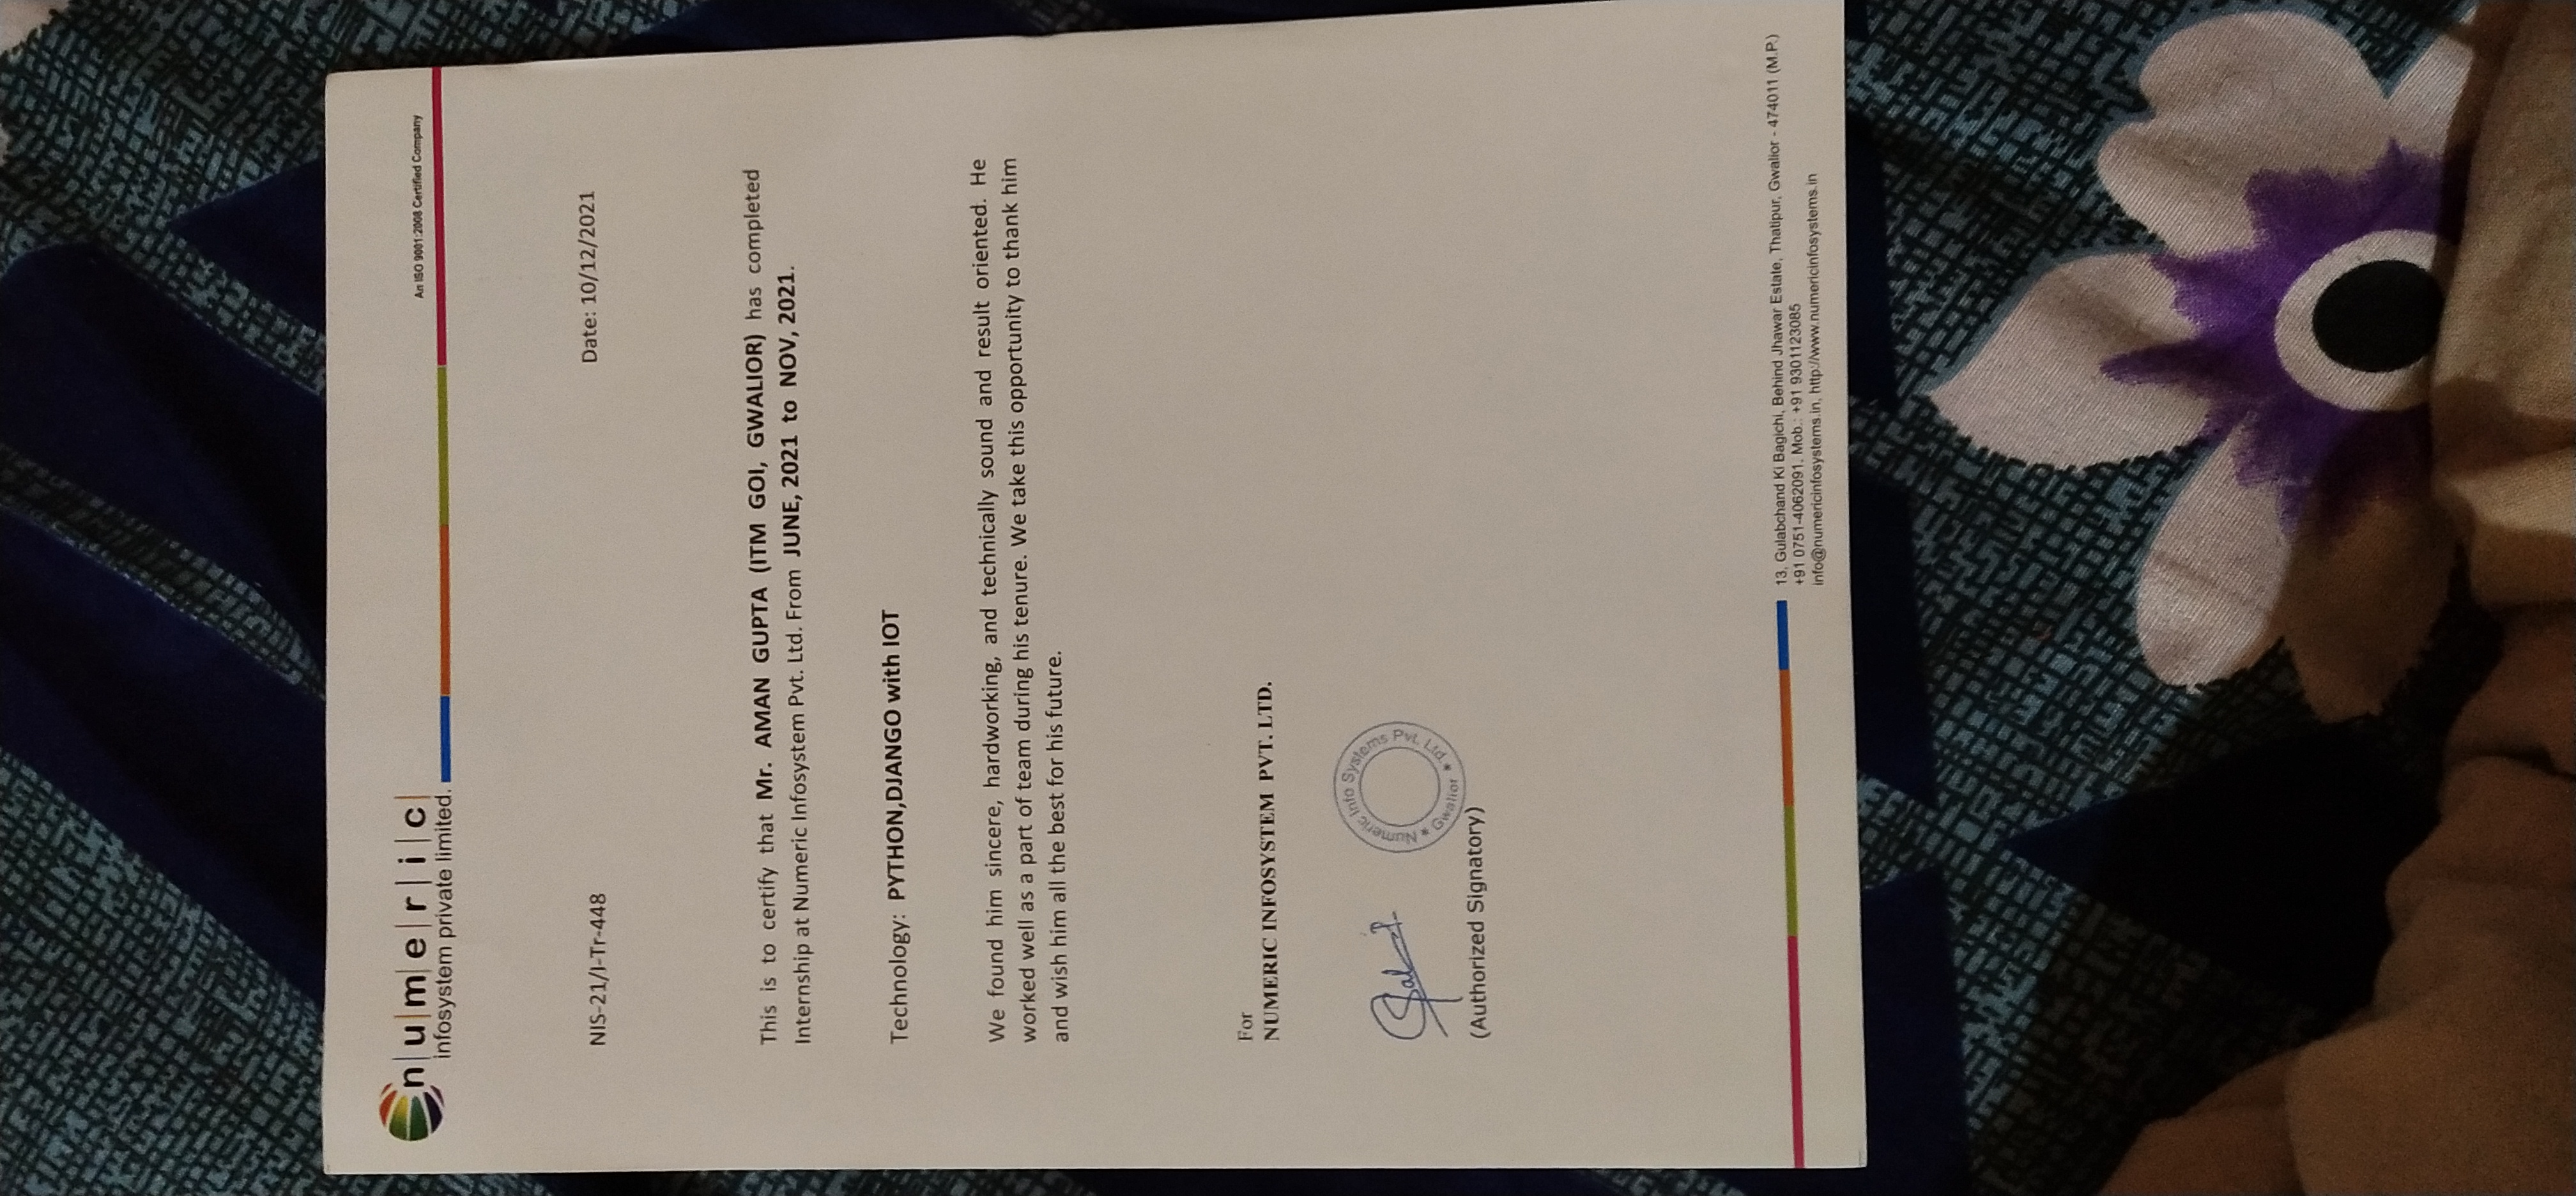 n|u|m|e|r|i|c|
infosystem private limited.
An ISO 9001:2008 Certified Company
NIS-21/I-Tr-448
Date: 10/12/2021
This is to certify that Mr. AMAN GUPTA (ITM GOI, GWALIOR) has completed
Internship at Numeric Infosystem Pvt. Ltd. From JUNE, 2021 to NOV, 2021.
Technology: PYTHON,DJANGO with IOT
We found him sincere, hardworking, and technically sound and result oriented. He
worked well as a part of team during his tenure. We take this opportunity to thank him
and wish him all the best for his future.
For
NUMERIC INFOSYSTEM PVT. LTD.
Numeric Info Systems Pvt. Ltd. * Gwalior *
(Authorized Signatory)
13, Gulabchand Ki Bagichi, Behind Jhawar Estate, Thatipur, Gwalior - 474011 (M.P.)
+91 0751-4062091. Mob.: +91 9301123085
info@numericinfosystems.in, http://www.numericinfosystems.in